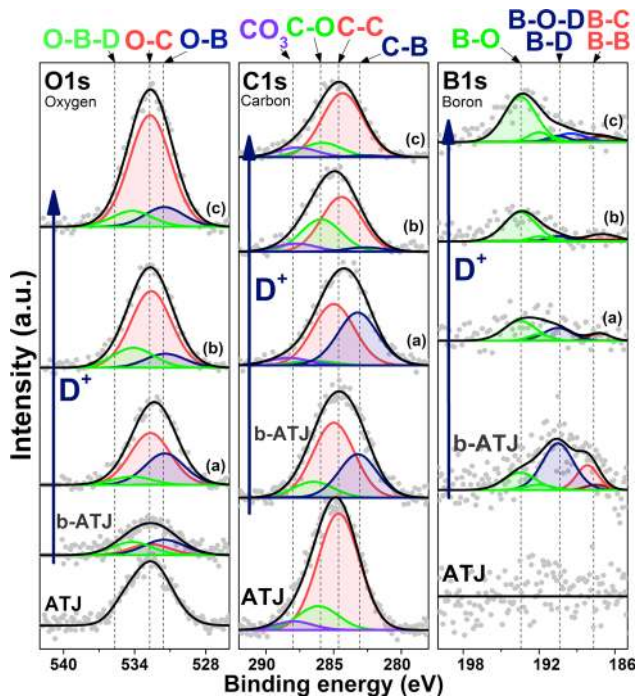 O-B-D O-C O-B
CO3 C-O C-C
C-B
B-O
B-O-D
B-D
B-C
B-B
O1s
Oxygen
(c)
(b)
D+
(a)
b-ATJ
ATJ
C1s
Carbon
(c)
(b)
D+
(a)
b-ATJ
ATJ
B1s
Boron
(c)
(b)
D+
(a)
b-ATJ
ATJ
Intensity (a.u.)
540 534 528
290 285 280
198 192 186
Binding energy (eV)